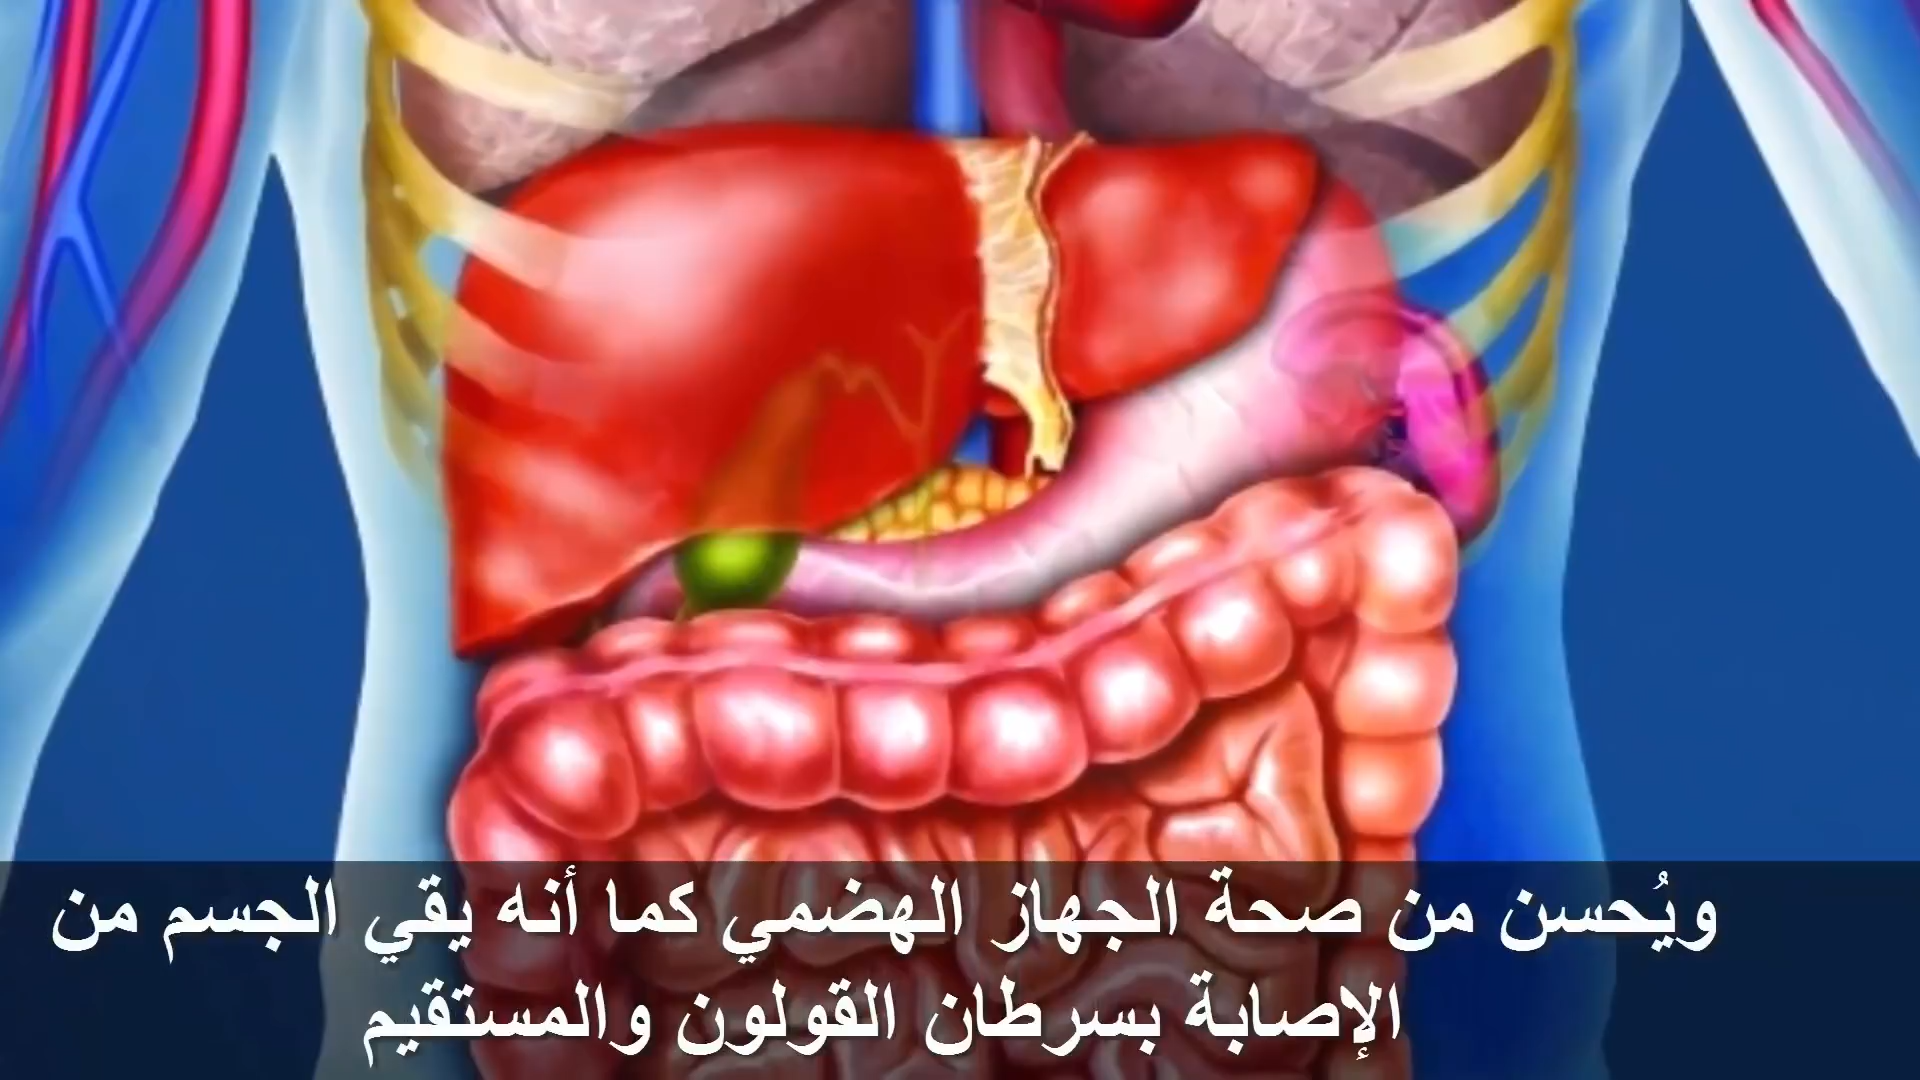 ويُحسن من صحة الجهاز الهضمي كما أنه يقي الجسم من
الإصابة بسرطان القولون والمستقيم